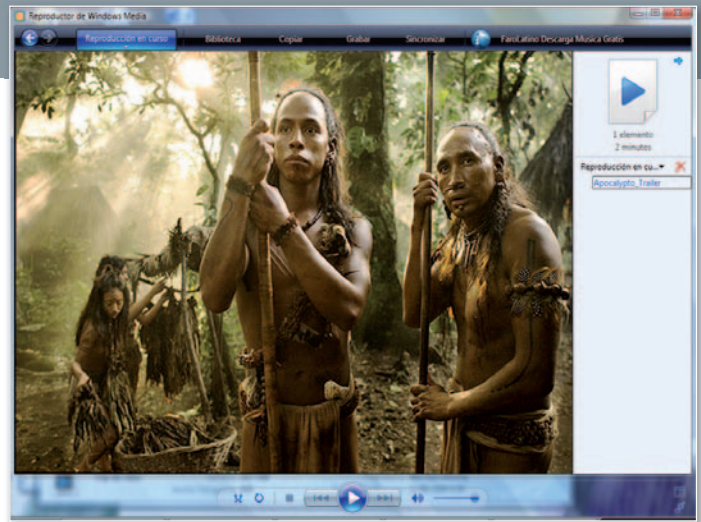 Reproductor de Windows Media
Reproducción en curso Biblioteca Copiar Grabar Sincronizar FaroLatino Descarga Musica Gratis
1 elemento
2 minutos
Reproducción en cu...
Apocalypto_Trailer